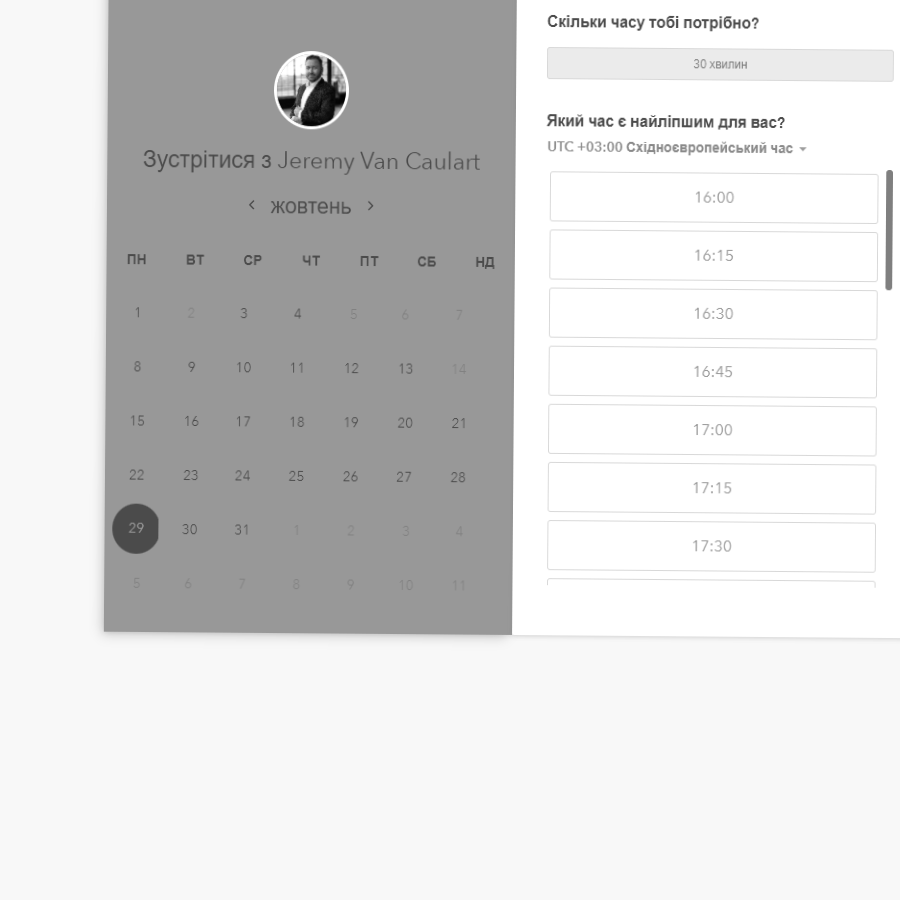 Зустрітися з Jeremy Van Caulart
жовтень
ПН ВТ СР ЧТ ПТ СБ НД
1 2 3 4 5 6 7
8 9 10 11 12 13 14
15 16 17 18 19 20 21
22 23 24 25 26 27 28
29 30 31 1 2 3 4
5 6 7 8 9 10 11
Скільки часу тобі потрібно?
30 хвилин
Який час є найліпшим для вас?
UTC +03:00 Східноєвропейський час
16:00
16:15
16:30
16:45
17:00
17:15
17:30